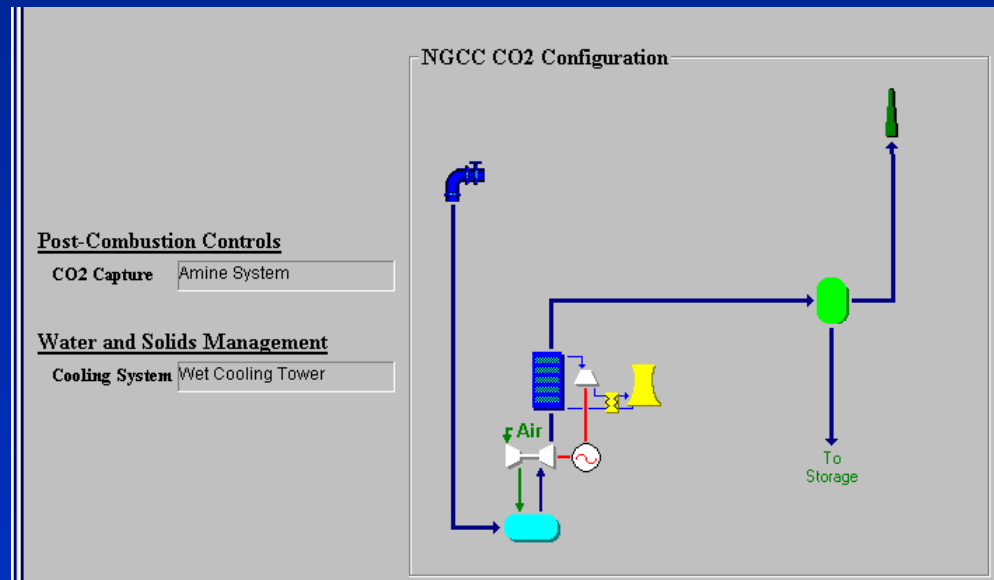 NGCC CO2 Configuration
Post-Combustion Controls
CO2 Capture Amine System
Water and Solids Management
Cooling System Wet Cooling Tower
Air
To
Storage